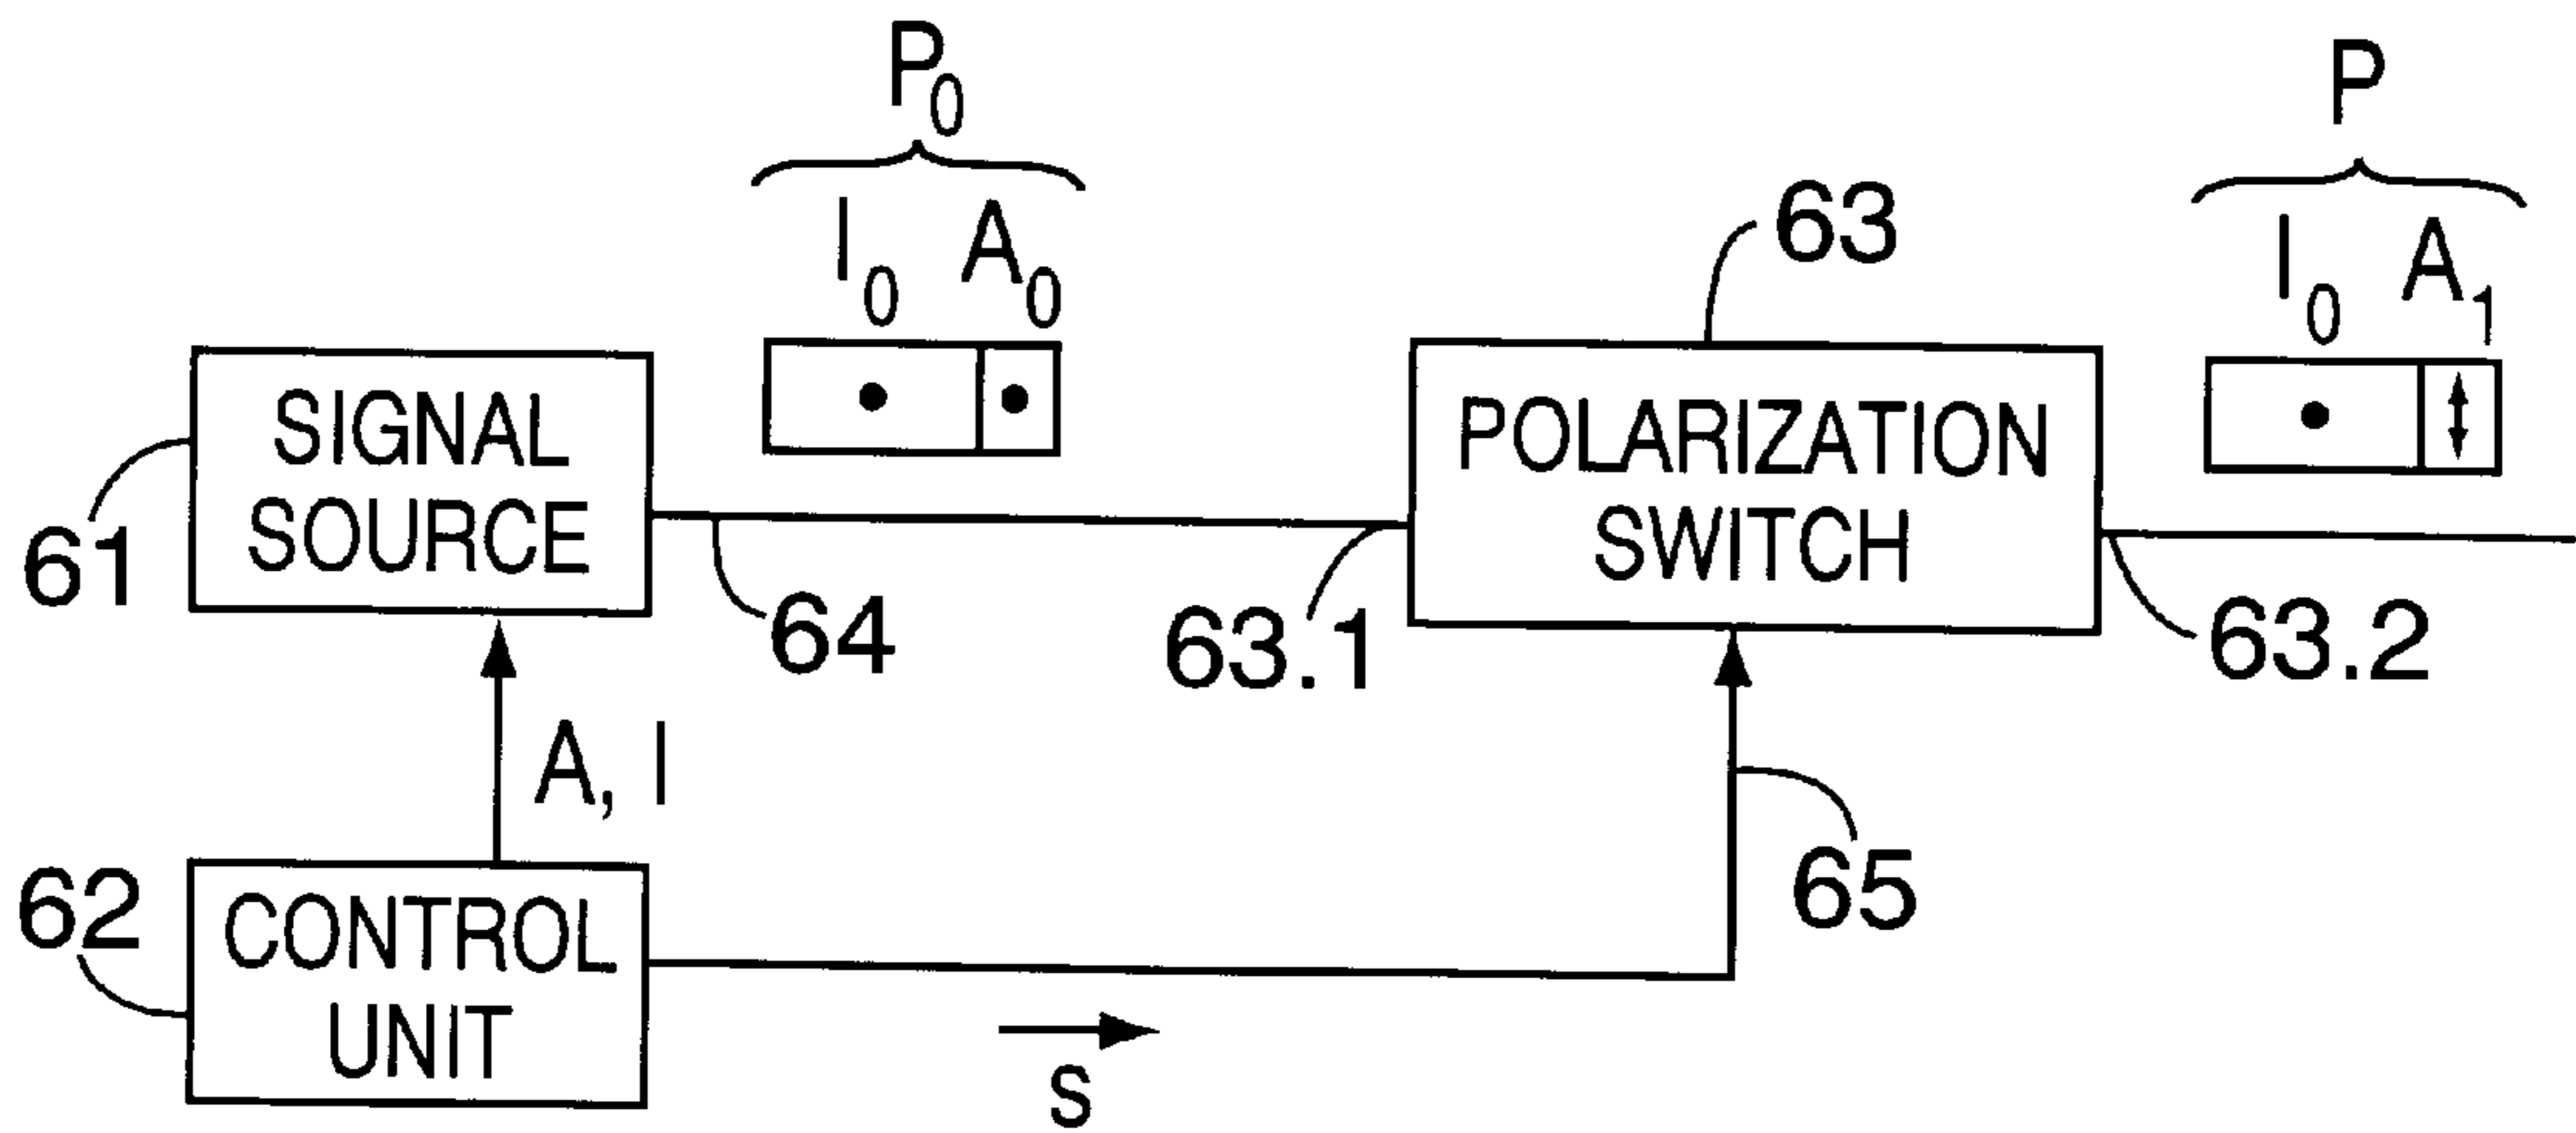 P0
P
I0 A0
63
I0 A1
SIGNAL
SOURCE
POLARIZATION
SWITCH
61
64
63.1
63.2
A, I
62
65
CONTROL
UNIT
s